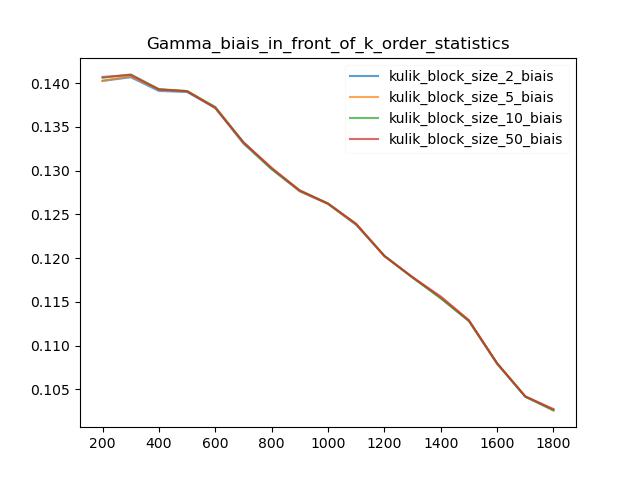 Gamma_biais_in_front_of_k_order_statistics
kulik_block_size_2_biais
kulik_block_size_5_biais
kulik_block_size_10_biais
kulik_block_size_50_biais
0.140
0.135
0.130
0.125
0.120
0.115
0.110
0.105
200 400 600 800 1000 1200 1400 1600 1800